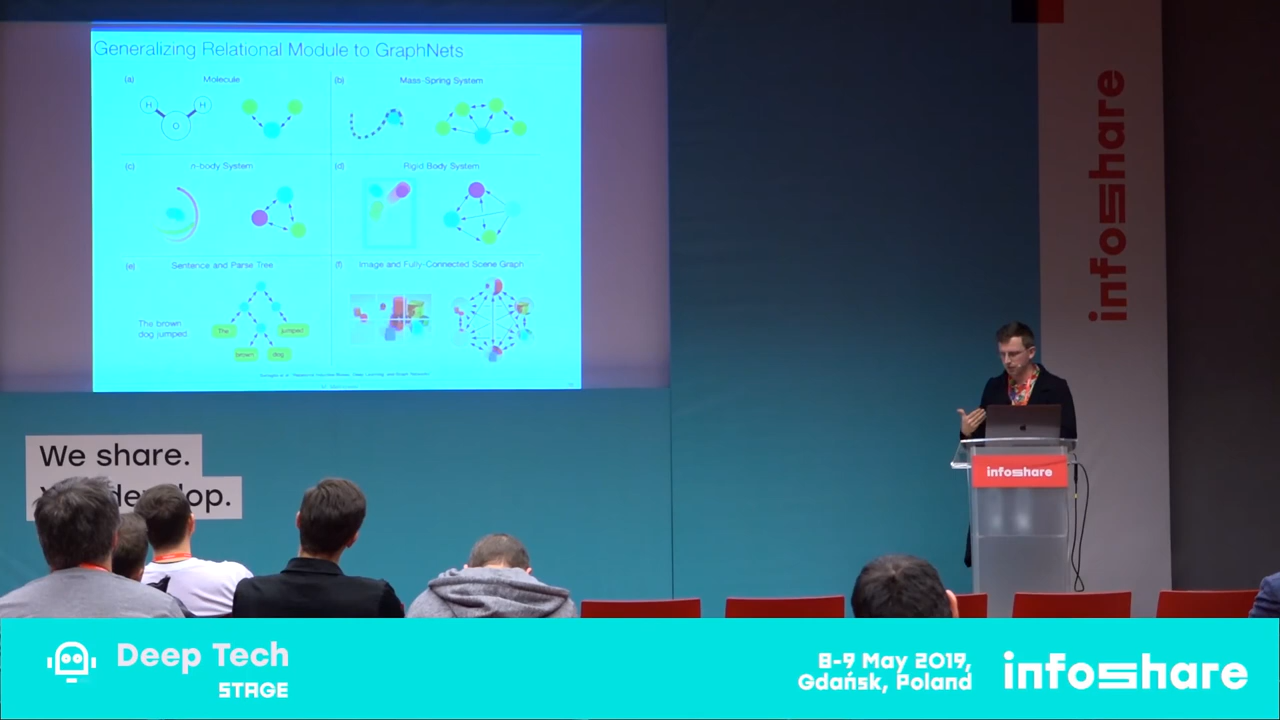 Generalizing Relational Module to GraphNets
(a) Molecule
H H
O
(b) Mass-Spring System
(c) n-body System
(d) Rigid Body System
(e) Sentence and Parse Tree
The brown
dog jumped
The jumped
brown dog
(f) Image and Fully-Connected Scene Graph
infoshare
We share.
infoshare
Deep Tech
STAGE
8-9 May 2019,
Gdańsk, Poland
infoshare